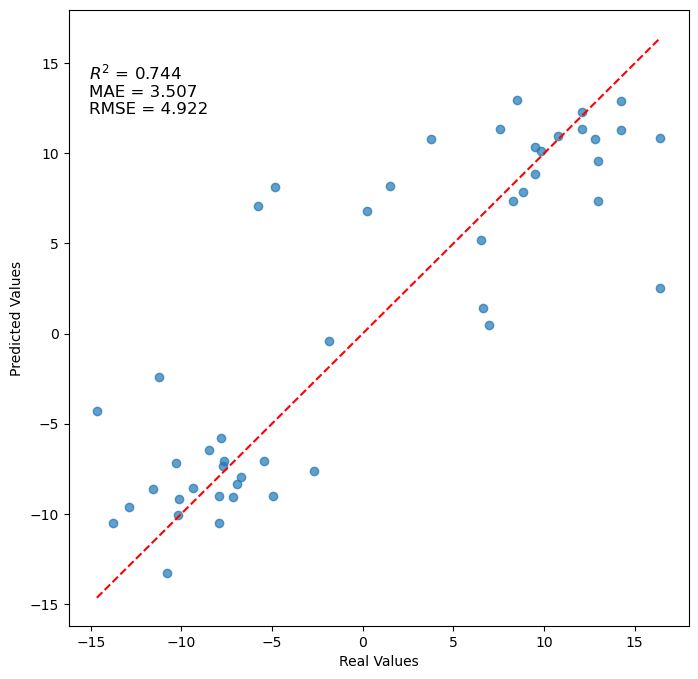 R² = 0.744
MAE = 3.507
RMSE = 4.922
Predicted Values
15
10
5
0
−5
−10
−15
−15
−10
−5
0
5
10
15
Real Values